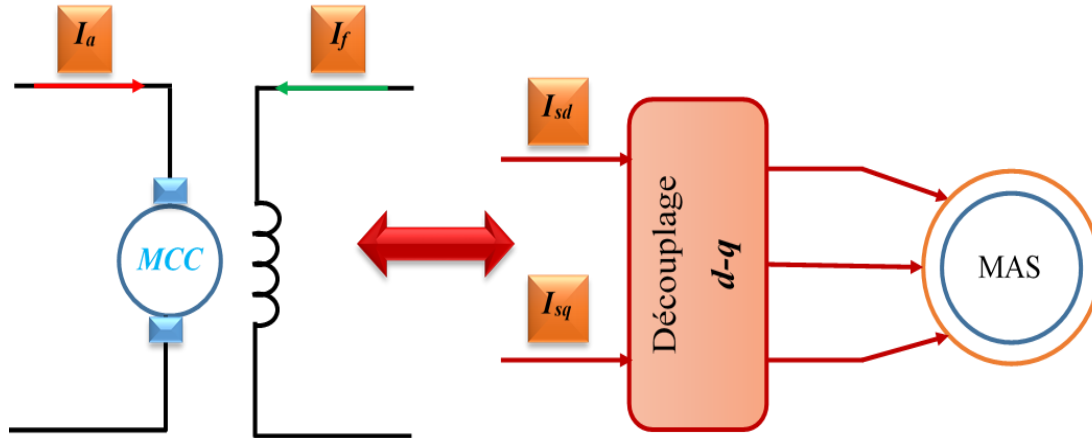 Ia
If
MCC
Isd
Isq
Découplage
d-q
MAS